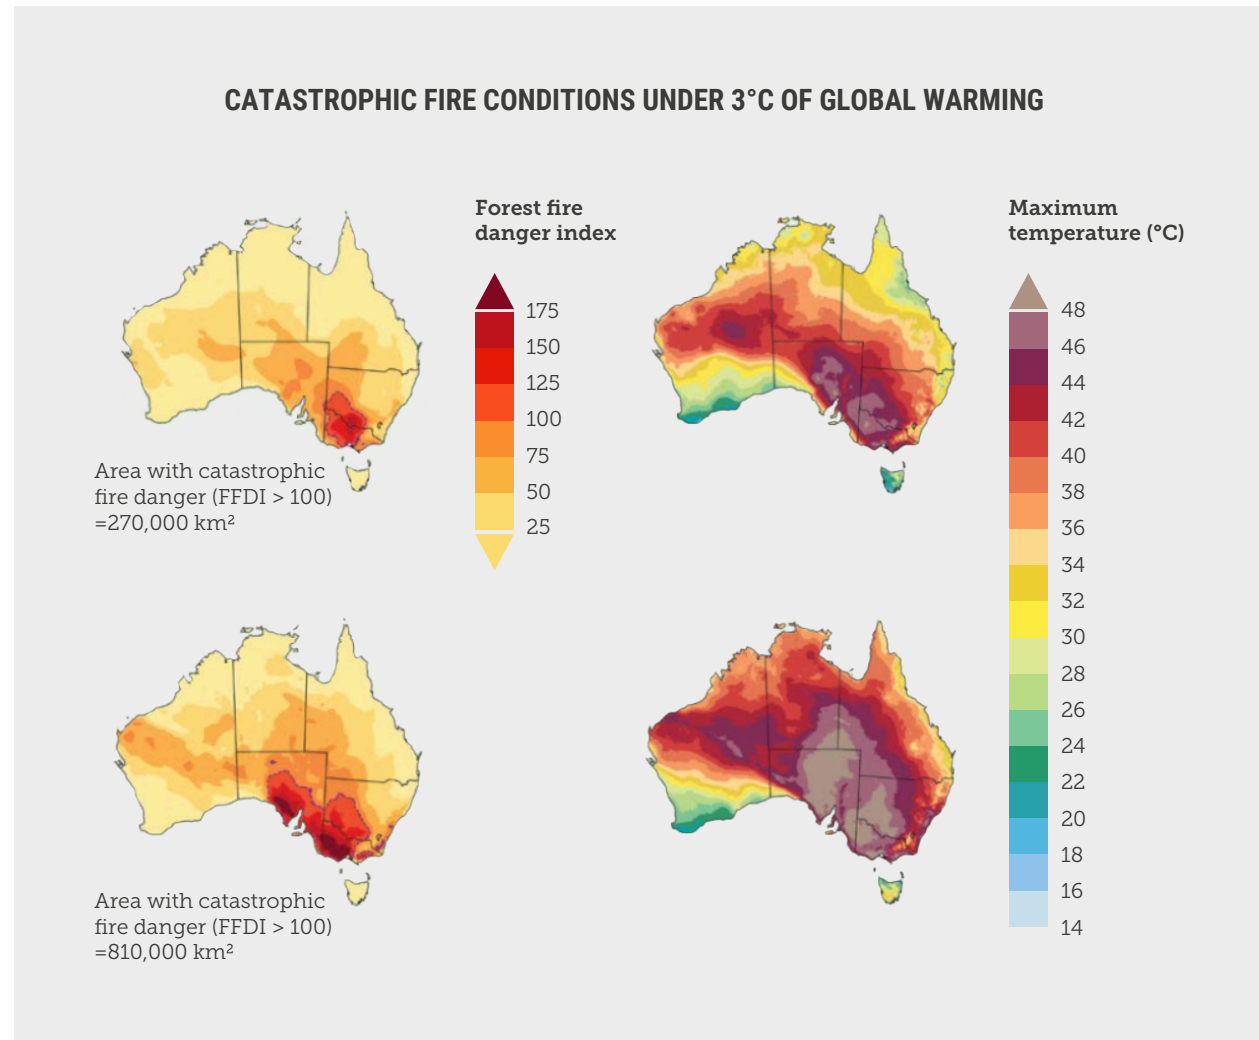 CATASTROPHIC FIRE CONDITIONS UNDER 3°C OF GLOBAL WARMING
Forest fire
danger index
175
150
125
100
75
50
25
Maximum
temperature (°C)
48
46
44
42
40
38
36
34
32
30
28
26
24
22
20
18
16
14
Area with catastrophic
fire danger (FFDI > 100)
=270,000 km²
Area with catastrophic
fire danger (FFDI > 100)
=810,000 km²